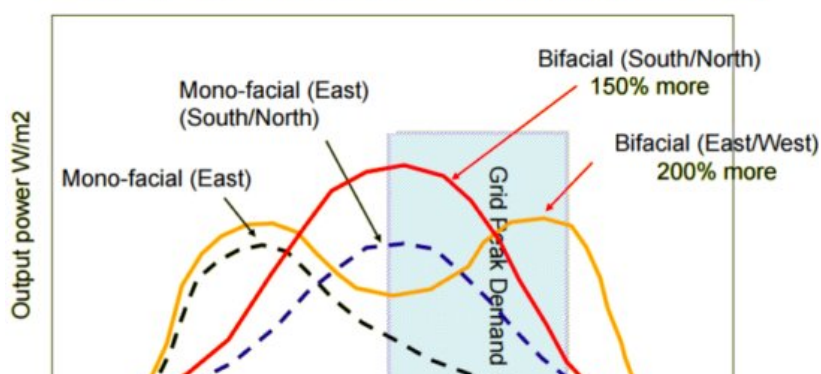 Bifacial (South/North)
150% more
Mono-facial (East)
(South/North)
Bifacial (East/West)
200% more
Mono-facial (East)
Output power W/m2
Grid Peak Demand